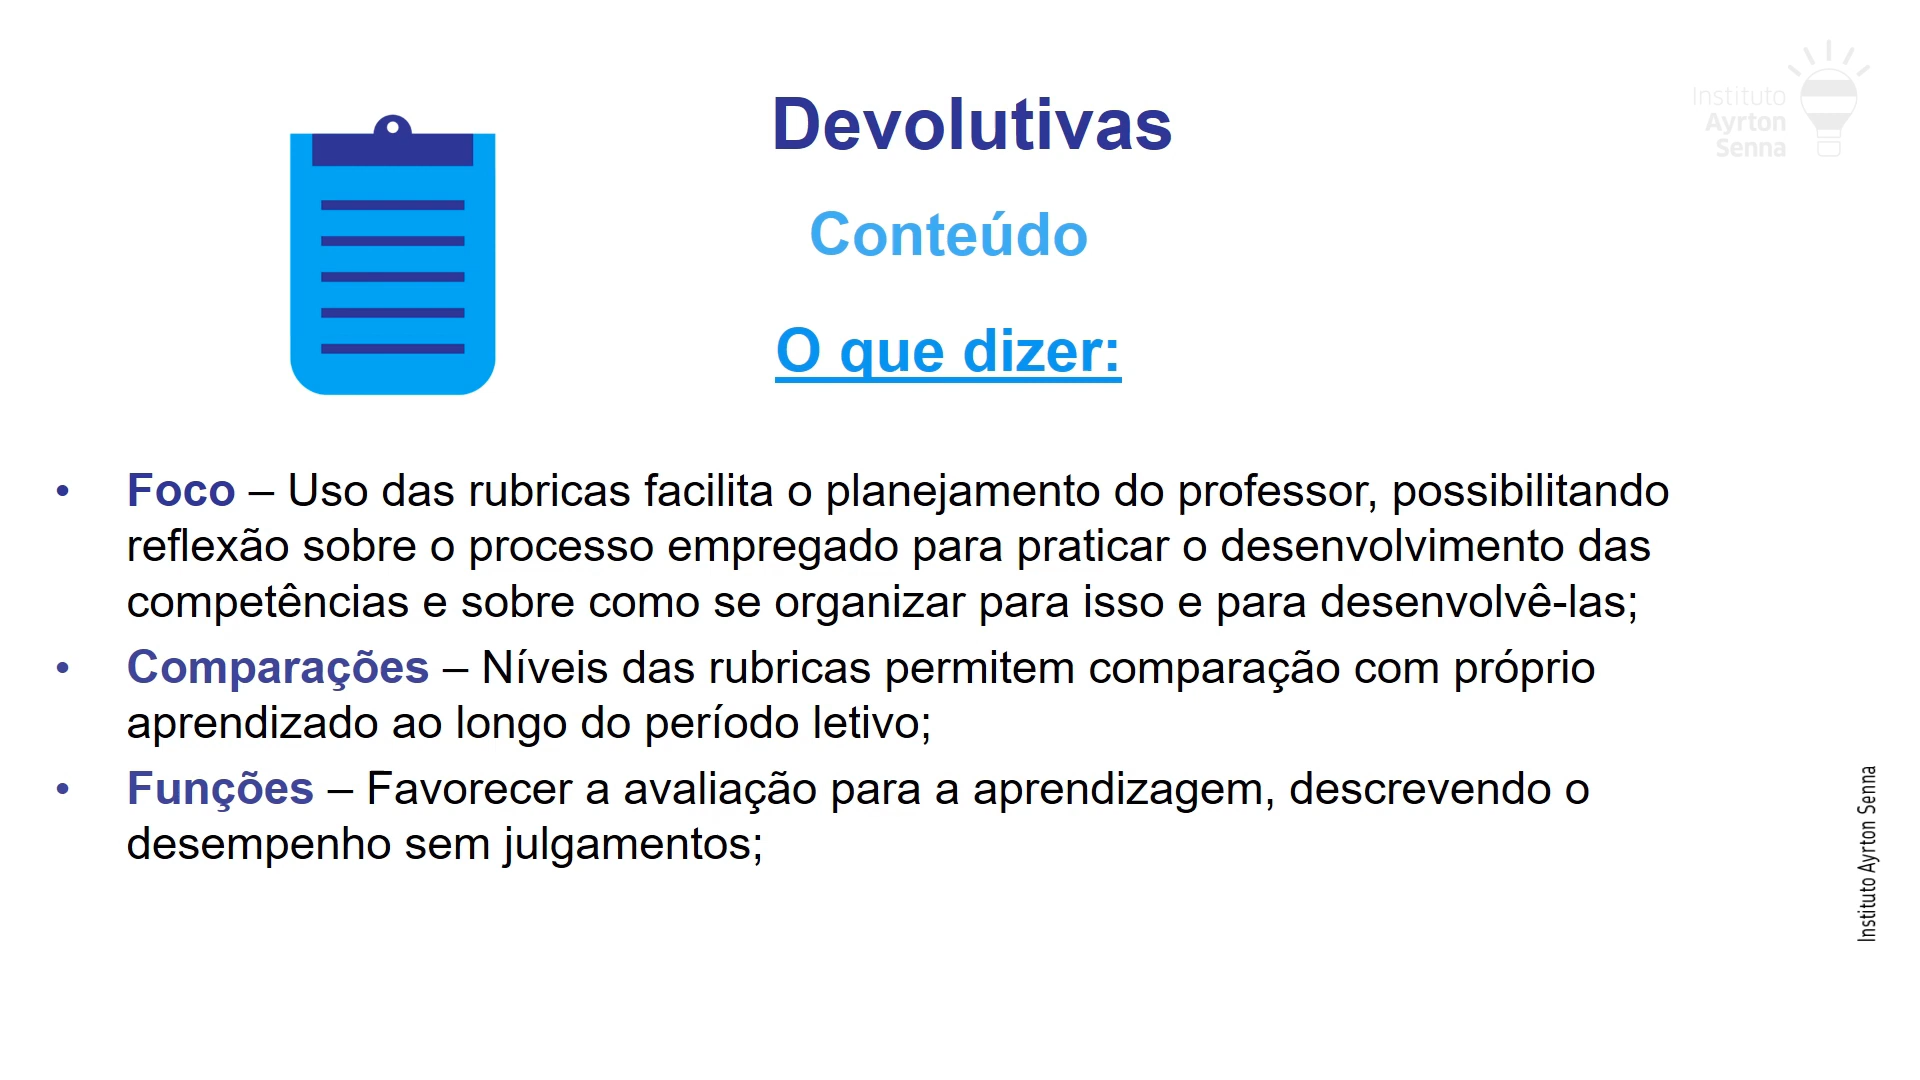 Instituto
Ayrton
Senna
Devolutivas
Conteúdo
O que dizer:
• Foco – Uso das rubricas facilita o planejamento do professor, possibilitando
reflexão sobre o processo empregado para praticar o desenvolvimento das
competências e sobre como se organizar para isso e para desenvolvê-las;
• Comparações – Níveis das rubricas permitem comparação com próprio
aprendizado ao longo do período letivo;
• Funções – Favorecer a avaliação para a aprendizagem, descrevendo o
desempenho sem julgamentos;
Instituto Ayrton Senna